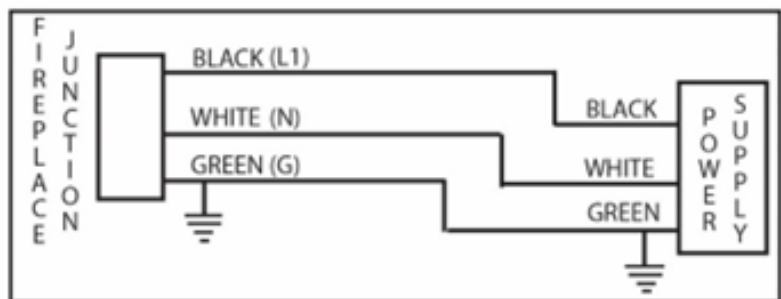 FIREPLACE
JUNCTION
BLACK (L1)
WHITE (N)
GREEN (G)
BLACK
WHITE
GREEN
POWER
SUPPLY